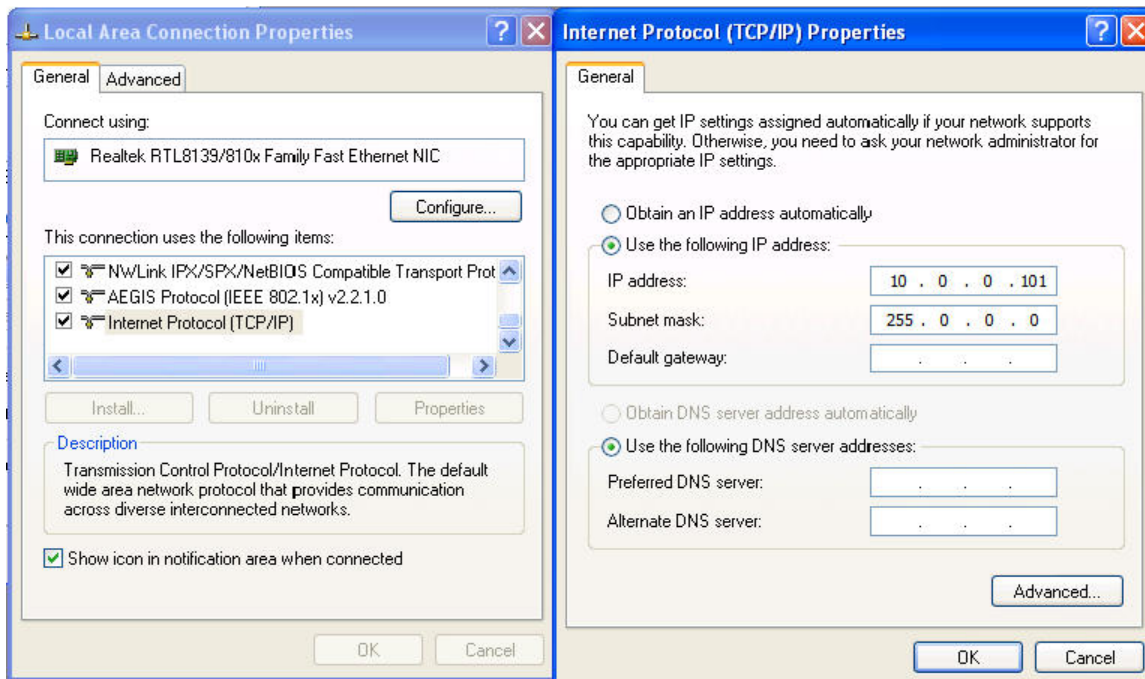 Local Area Connection Properties
General
Advanced
Connect using:
Realtek RTL8139/810x Family Fast Ethernet NIC
Configure...
This connection uses the following items:
NWLink IPX/SPX/NetBIOS Compatible Transport Prot
AEGIS Protocol (IEEE 802.1x) v2.2.1.0
Internet Protocol (TCP/IP)
Install...
Uninstall
Properties
Description
Transmission Control Protocol/Internet Protocol. The default
wide area network protocol that provides communication
across diverse interconnected networks.
Show icon in notification area when connected
OK
Cancel
Internet Protocol (TCP/IP) Properties
General
You can get IP settings assigned automatically if your network supports
this capability. Otherwise, you need to ask your network administrator for
the appropriate IP settings.
Obtain an IP address automatically
Use the following IP address:
IP address: 10 . 0 . 0 . 101
Subnet mask: 255 . 0 . 0 . 0
Default gateway: . . .
Obtain DNS server address automatically
Use the following DNS server addresses:
Preferred DNS server: . . .
Alternate DNS server: . . .
Advanced...
OK
Cancel